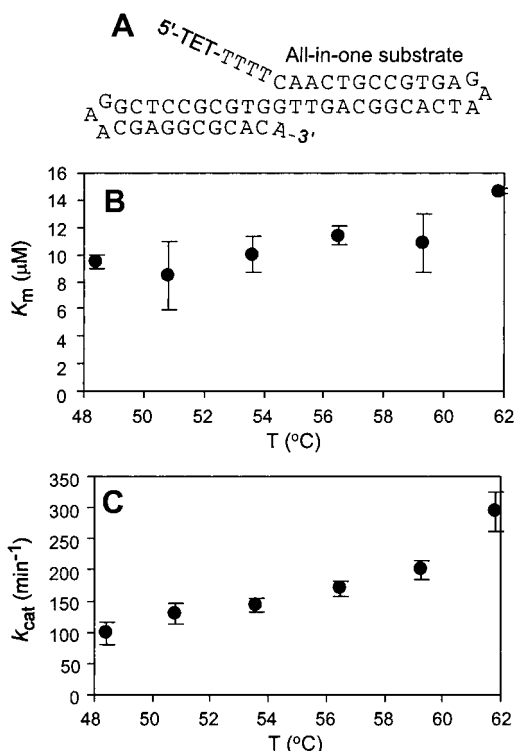 A
5'-TET-TTTT
All-in-one substrate
CAACTGCCGTGAGA
AGGCTCCGCGTGGTTGACGGCACTA
ACGAGGCGCACA-3'
B
16
14
12
10
8
6
4
2
0
Km (μM)
48 50 52 54 56 58 60 62
T (°C)
C
350
300
250
200
150
100
50
0
kcat (min⁻¹)
48 50 52 54 56 58 60 62
T (°C)